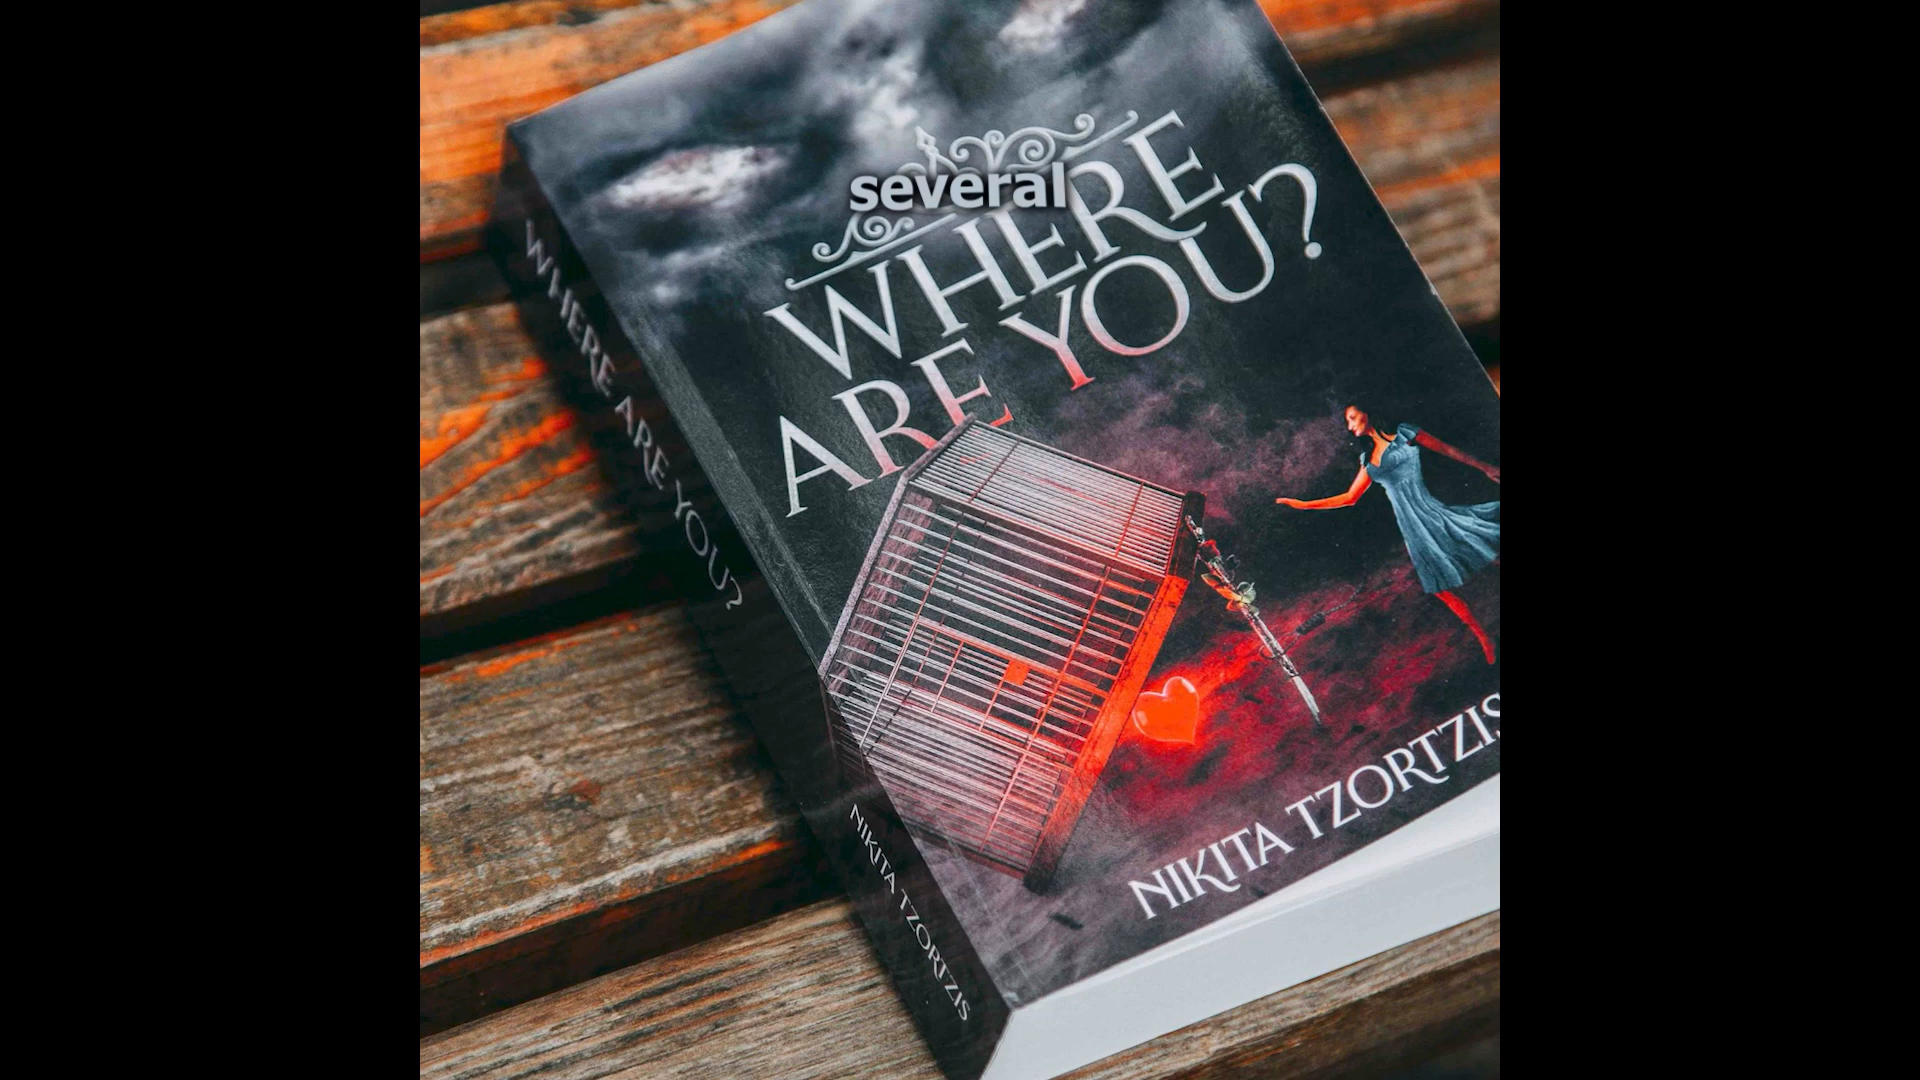 several
WHERE
ARE YOU?
NIKITA TZORTZIS
WHERE ARE YOU?
NIKITA TZORTZIS